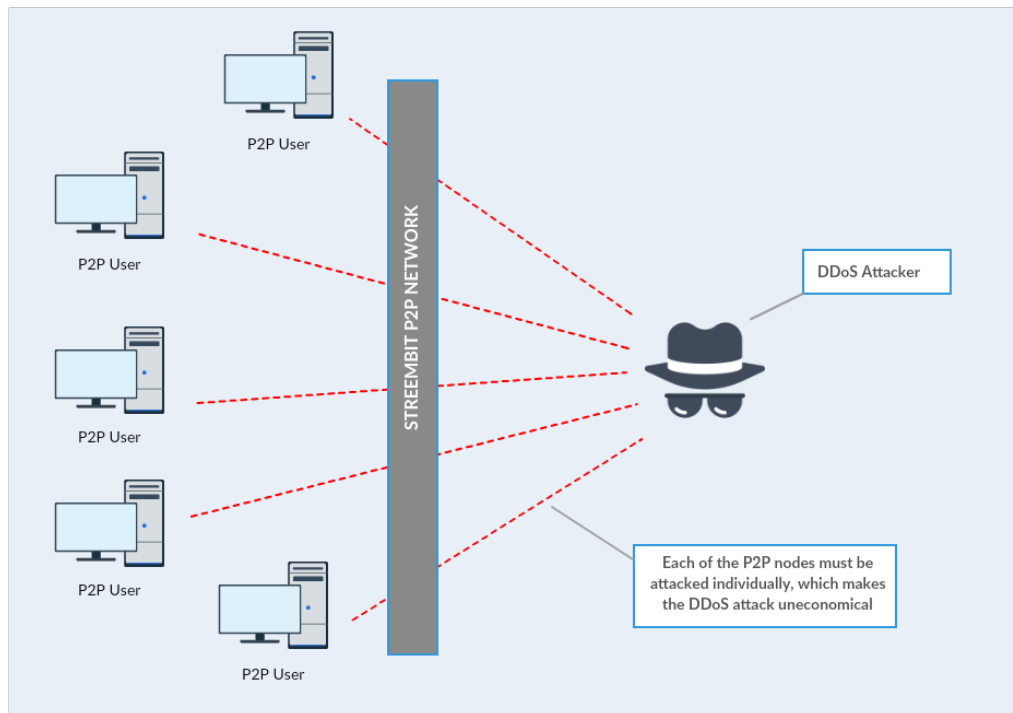 P2P User
P2P User
STREEMBIT P2P NETWORK
DDoS Attacker
P2P User
P2P User
Each of the P2P nodes must be
attacked individually, which makes
the DDoS attack uneconomical
P2P User